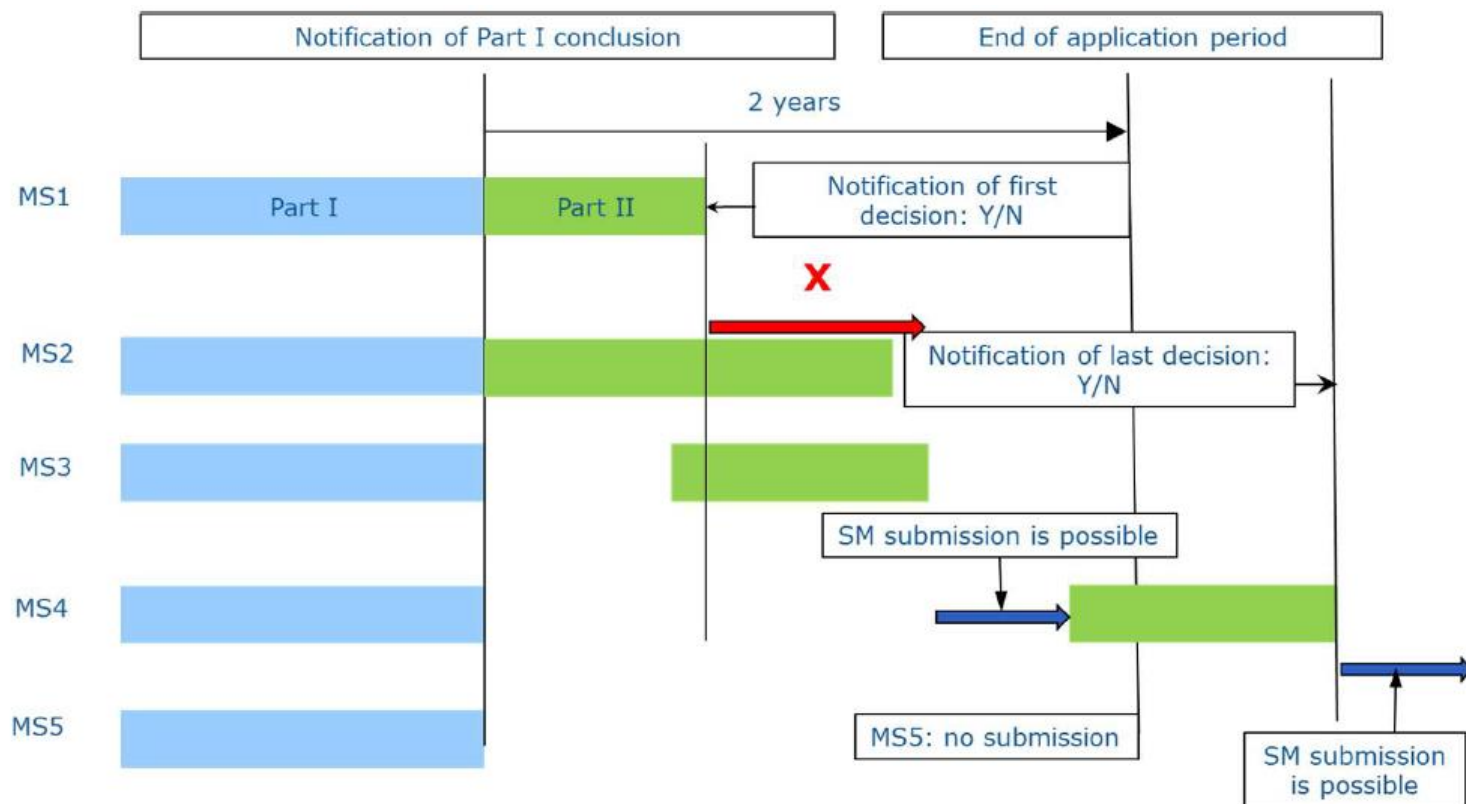 Notification of Part I conclusion
End of application period
2 years
MS1
Part I
Part II
Notification of first
decision: Y/N
X
MS2
Notification of last decision:
Y/N
MS3
SM submission is possible
MS4
MS5
MS5: no submission
SM submission
is possible